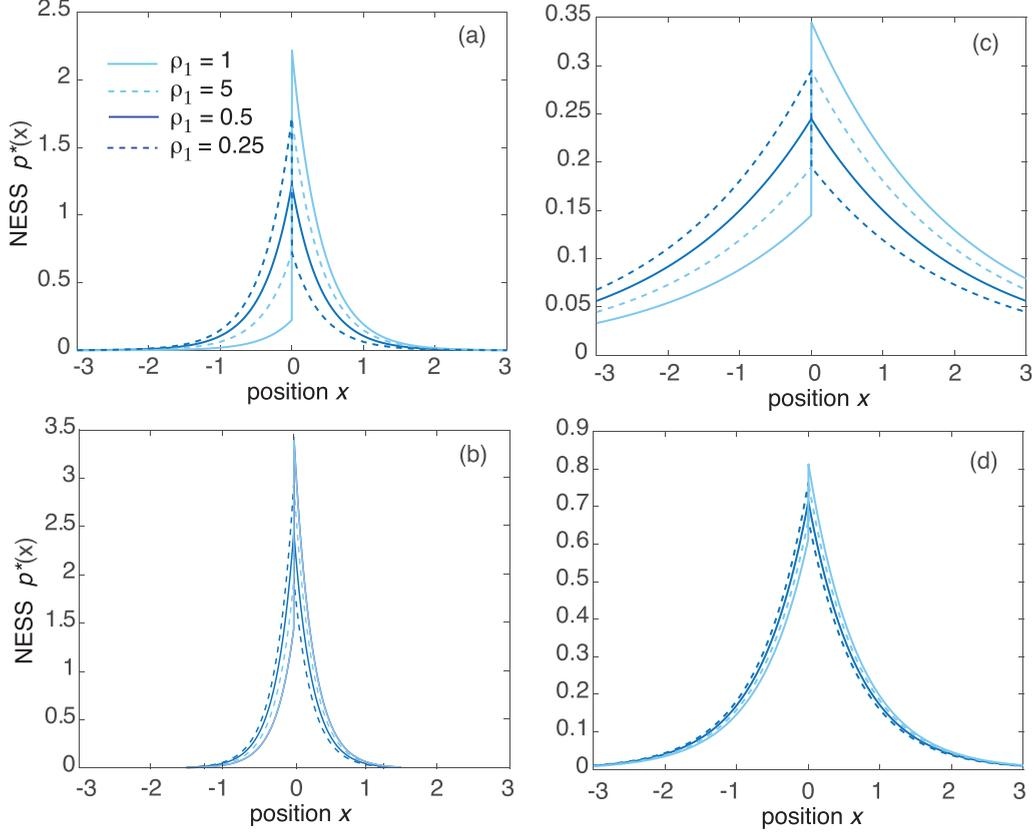 2.5
(a)
ρ1 = 1
2
ρ1 = 5
ρ1 = 0.5
1.5
ρ1 = 0.25
1
0.5
0
-3 -2 -1 0 1 2 3
position x
NESS p*(x)
0.35
(c)
0.3
0.25
0.2
0.15
0.1
0.05
0
-3 -2 -1 0 1 2 3
position x
3.5
(b)
3
2.5
2
1.5
1
0.5
0
-3 -2 -1 0 1 2 3
position x
NESS p*(x)
0.9
(d)
0.8
0.7
0.6
0.5
0.4
0.3
0.2
0.1
0
-3 -2 -1 0 1 2 3
position x